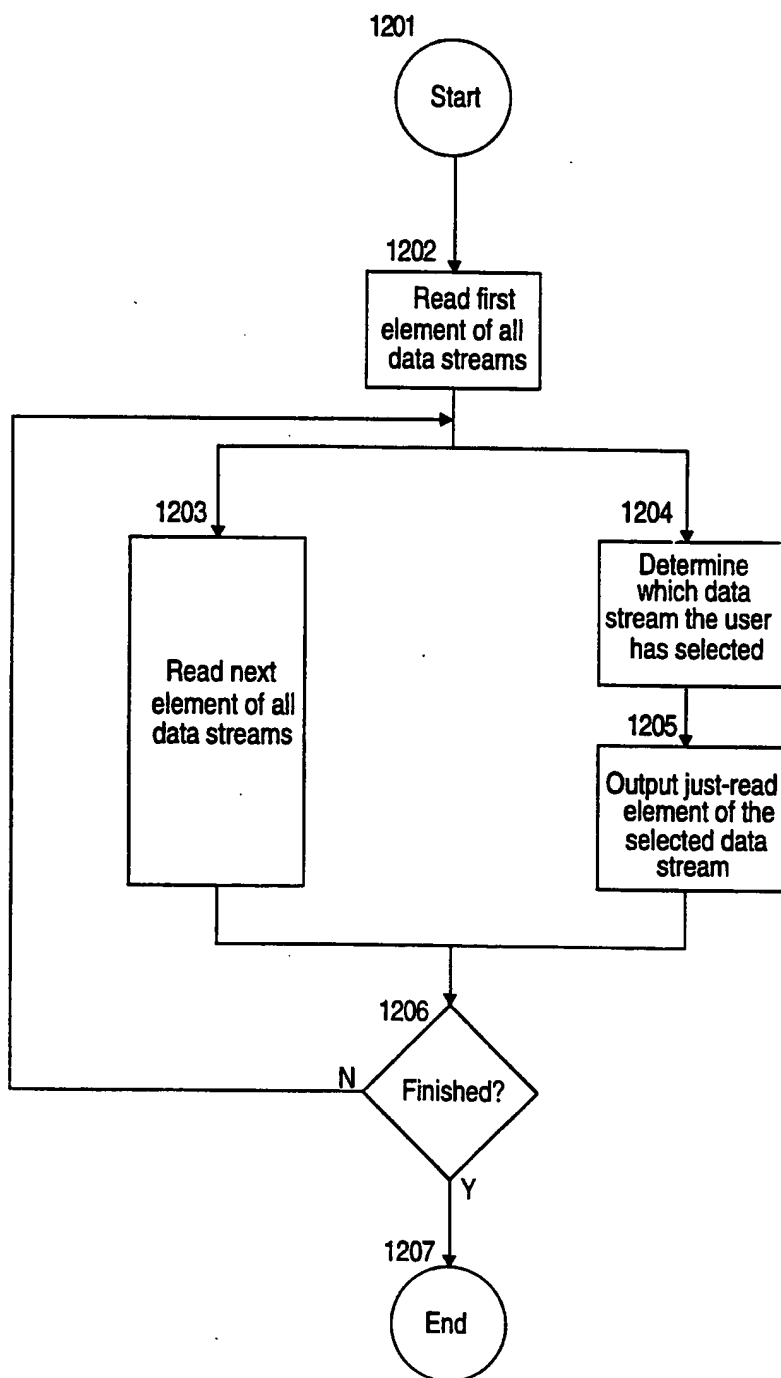 1201
Start
1202
Read first
element of all
data streams
1203
Read next
element of all
data streams
1204
Determine
which data
stream the user
has selected
1205
Output just-read
element of the
selected data
stream
1206
Finished?
N
Y
1207
End